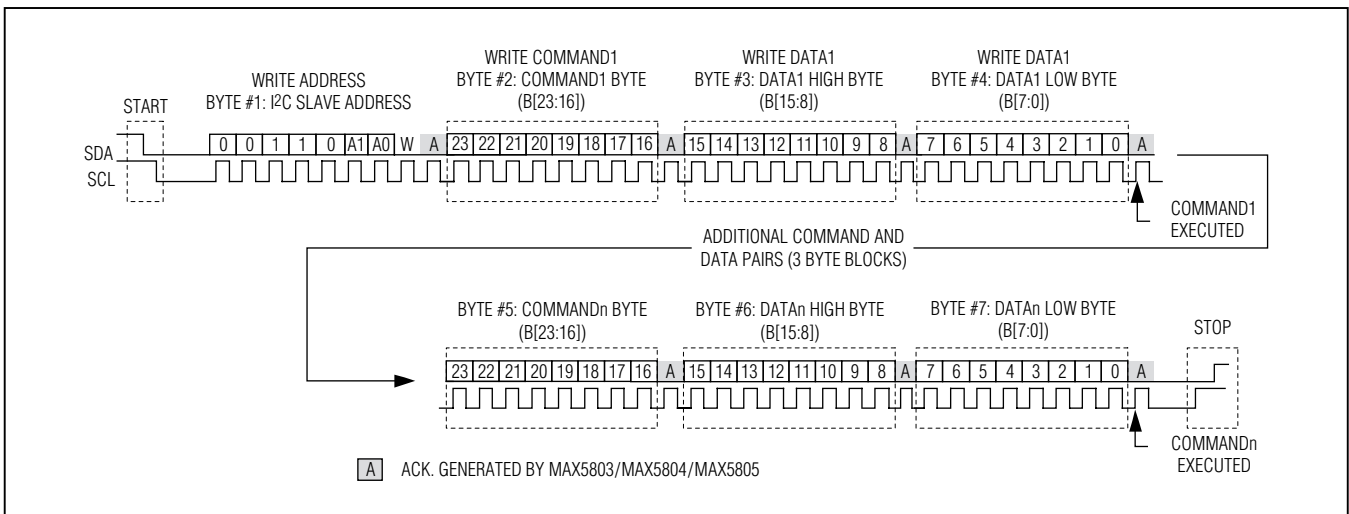 WRITE ADDRESS
BYTE #1: I²C SLAVE ADDRESS
WRITE COMMAND1
BYTE #2: COMMAND1 BYTE
(B[23:16])
WRITE DATA1
BYTE #3: DATA1 HIGH BYTE
(B[15:8])
WRITE DATA1
BYTE #4: DATA1 LOW BYTE
(B[7:0])
START
SDA
SCL
0 0 1 1 0 A1 A0 W A 23 22 21 20 19 18 17 16 A 15 14 13 12 11 10 9 8 A 7 6 5 4 3 2 1 0 A
COMMAND1
EXECUTED
ADDITIONAL COMMAND AND
DATA PAIRS (3 BYTE BLOCKS)
BYTE #5: COMMANDn BYTE
(B[23:16])
BYTE #6: DATAn HIGH BYTE
(B[15:8])
BYTE #7: DATAn LOW BYTE
(B[7:0])
STOP
23 22 21 20 19 18 17 16 A 15 14 13 12 11 10 9 8 A 7 6 5 4 3 2 1 0 A
COMMANDn
EXECUTED
A ACK. GENERATED BY MAX5803/MAX5804/MAX5805